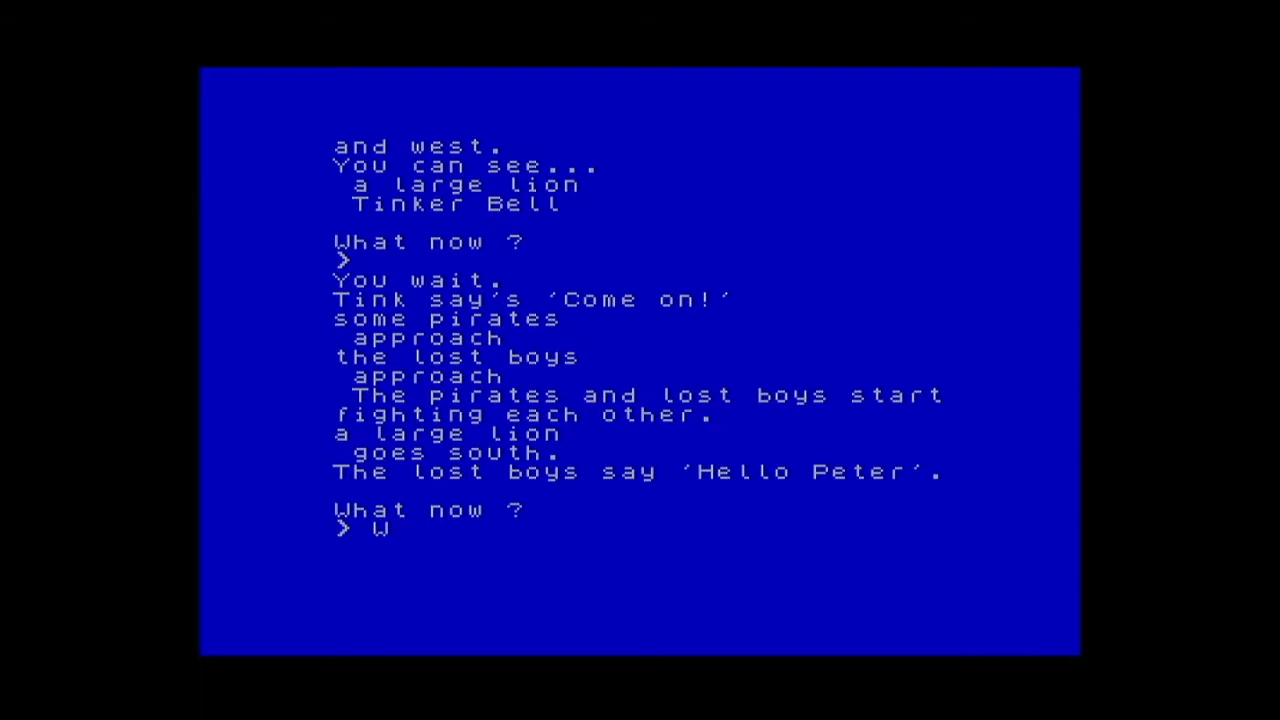 and west.
You can see...
a large lion
Tinker Bell
What now ?
>
You wait.
Tink say's 'Come on!'
some pirates
approach
the lost boys
approach
The pirates and lost boys start
fighting each other.
a large lion
goes south.
The lost boys say 'Hello Peter'.
What now ?
> W